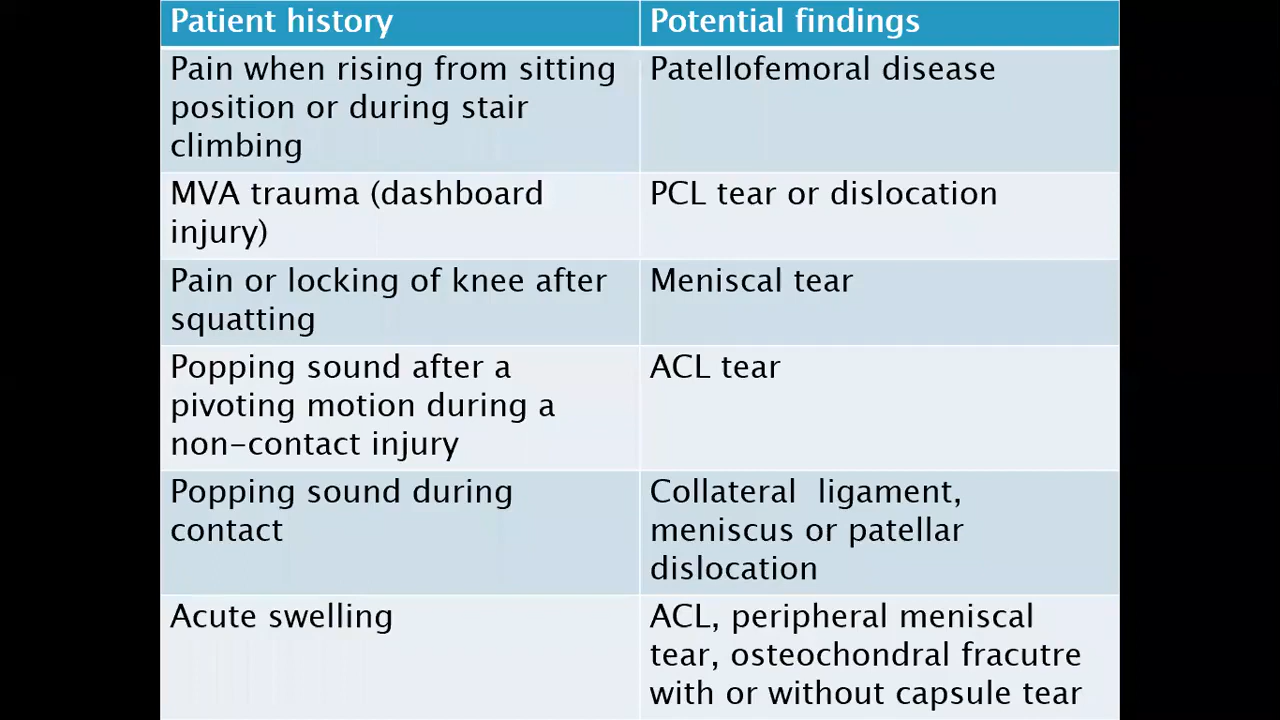 Patient history
Potential findings
Pain when rising from sitting
position or during stair
climbing
Patellofemoral disease
MVA trauma (dashboard
injury)
PCL tear or dislocation
Pain or locking of knee after
squatting
Meniscal tear
Popping sound after a
pivoting motion during a
non-contact injury
ACL tear
Popping sound during
contact
Collateral  ligament,
meniscus or patellar
dislocation
Acute swelling
ACL, peripheral meniscal
tear, osteochondral fracutre
with or without capsule tear